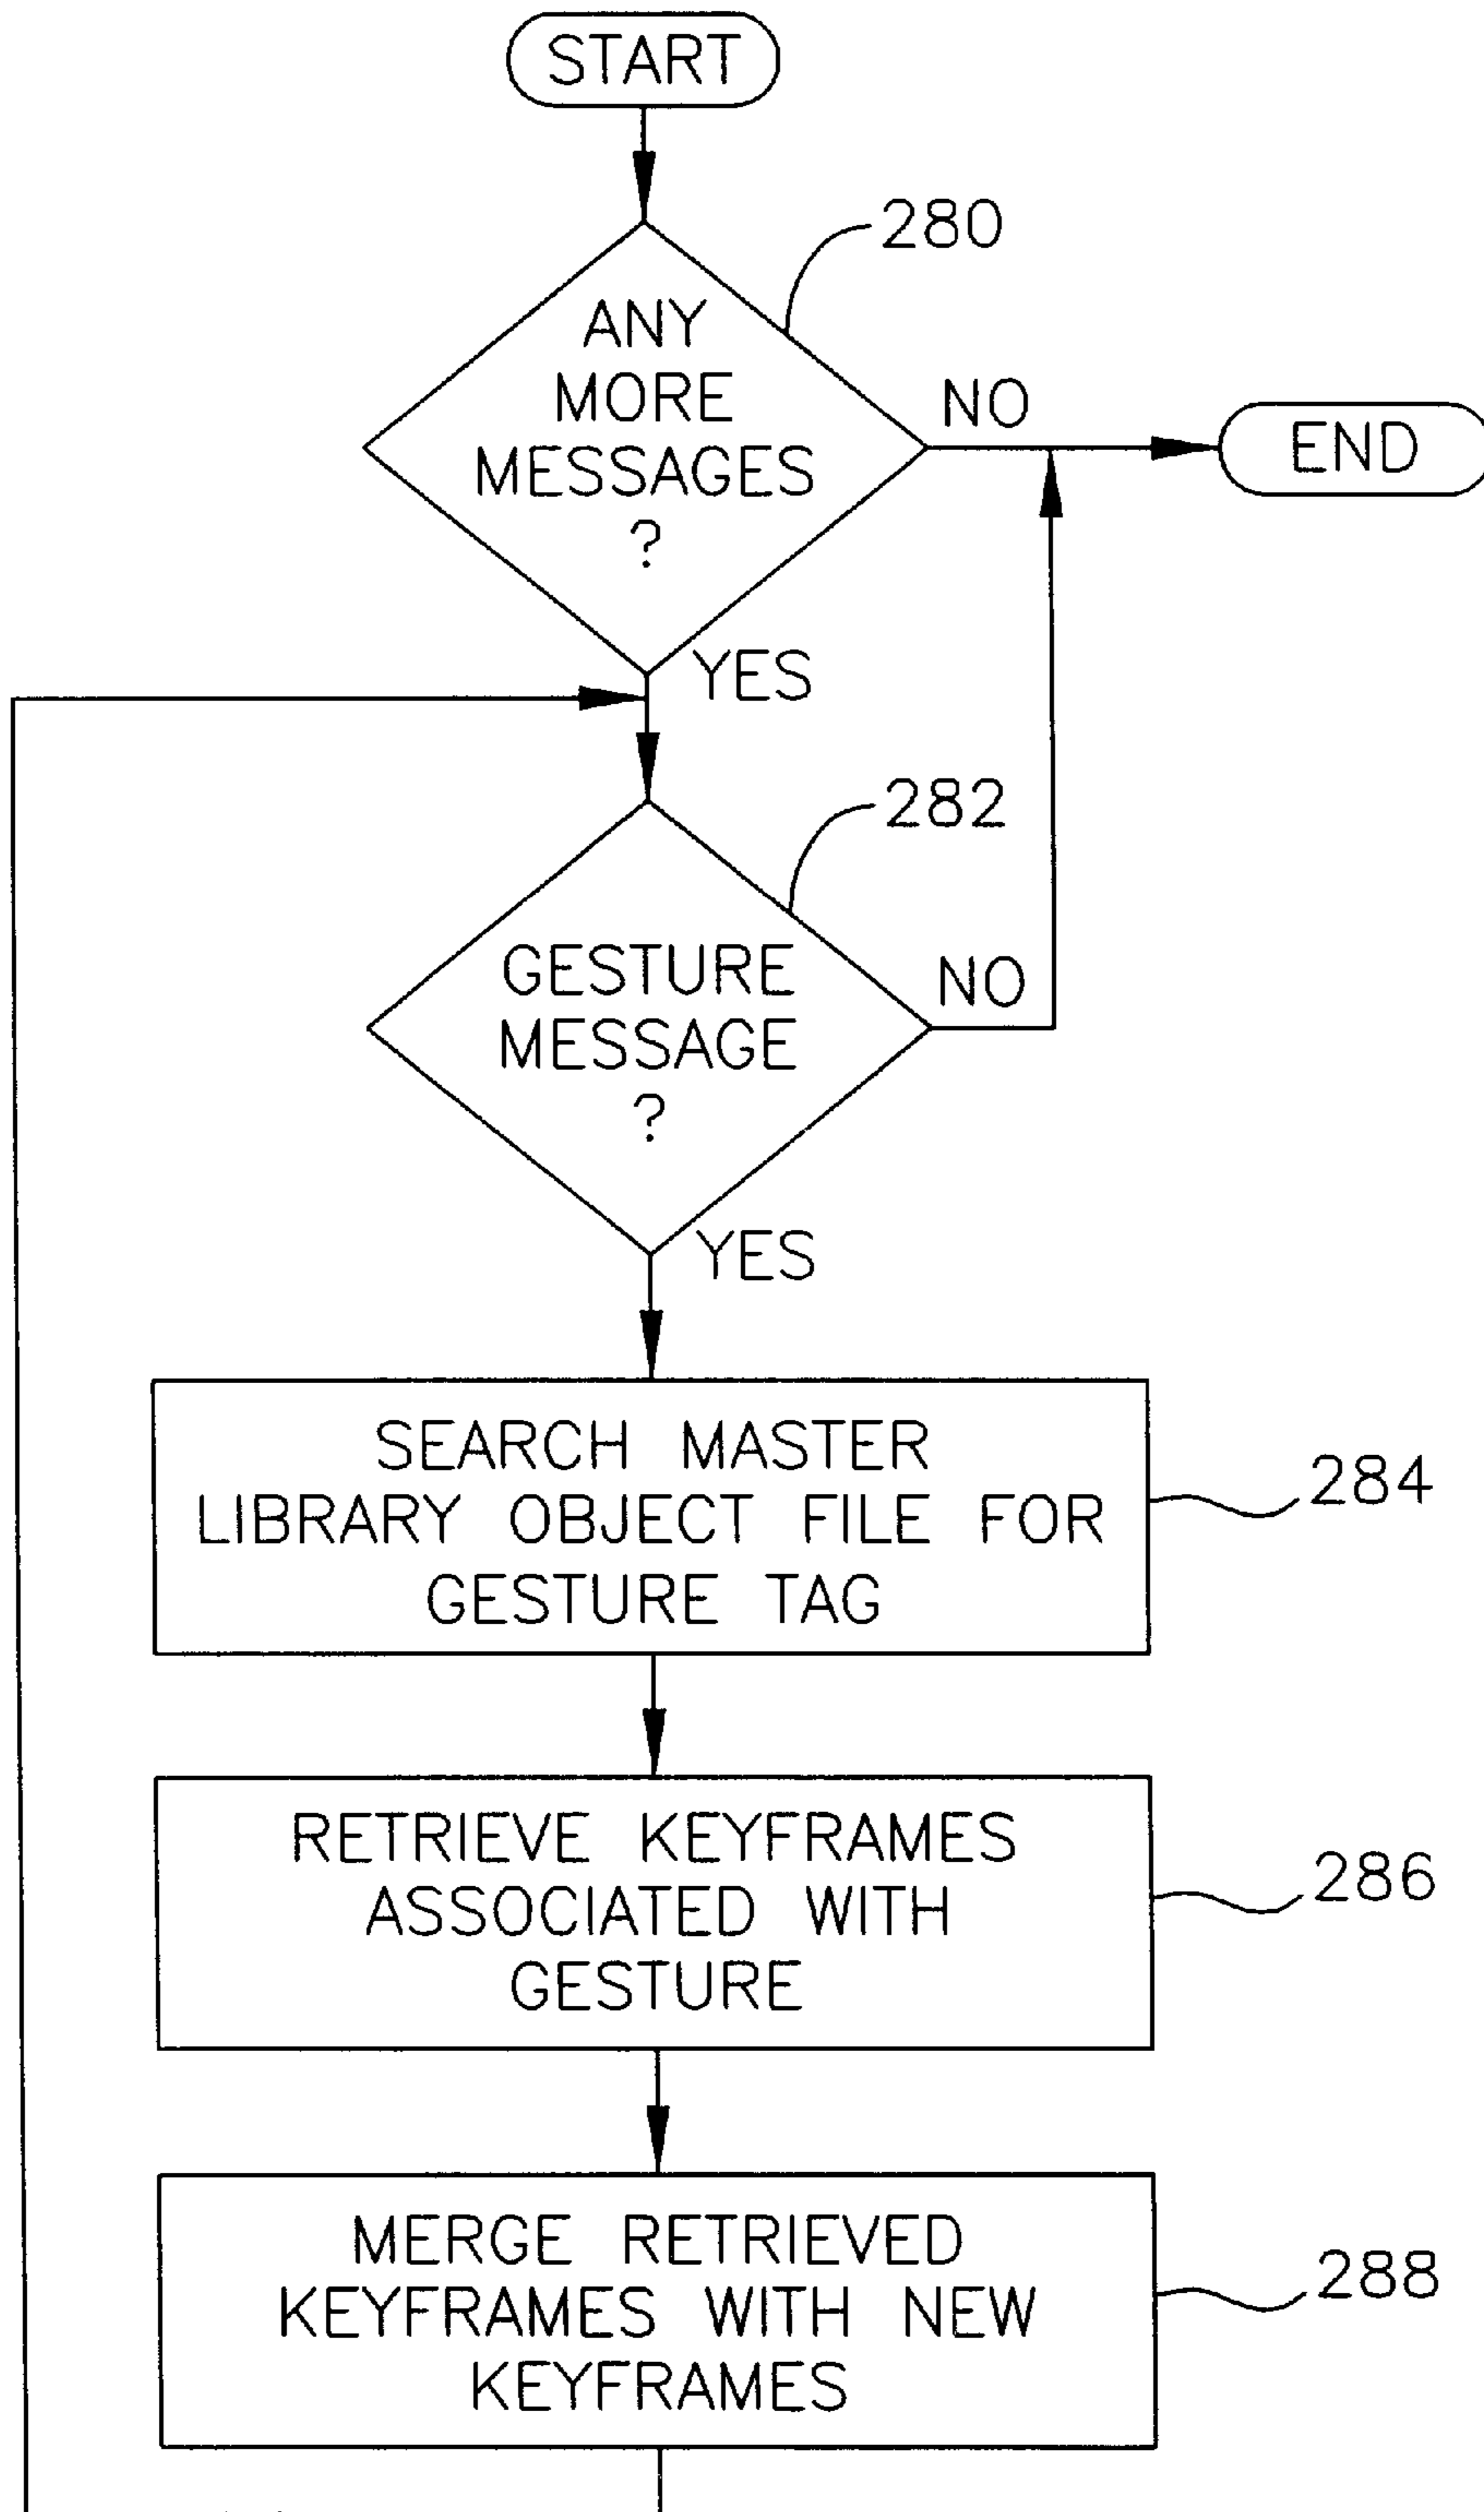 START
280
ANY
MORE
MESSAGES
?
NO
END
YES
282
GESTURE
MESSAGE
?
NO
YES
SEARCH MASTER
LIBRARY OBJECT FILE FOR
GESTURE TAG
284
RETRIEVE KEYFRAMES
ASSOCIATED WITH
GESTURE
286
MERGE RETRIEVED
KEYFRAMES WITH NEW
KEYFRAMES
288